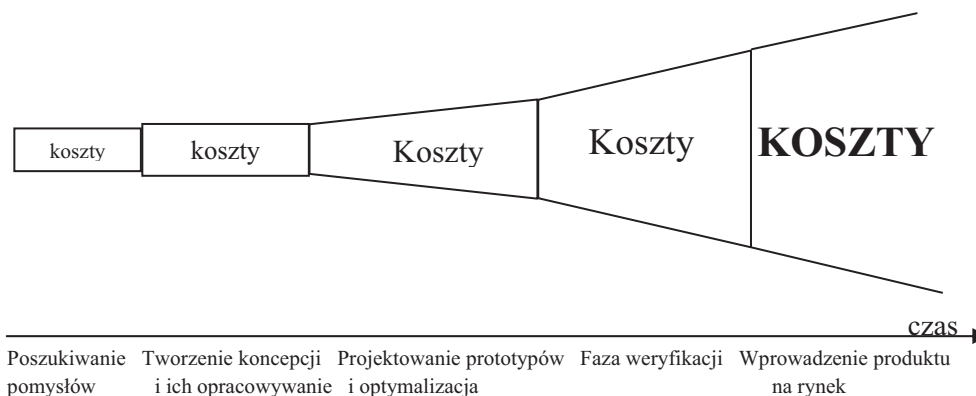 koszty
koszty
Koszty
Koszty
KOSZTY
czas
Poszukiwanie
pomysłów
Tworzenie koncepcji
i ich opracowywanie
Projektowanie prototypów
i optymalizacja
Faza weryfikacji
Wprowadzenie produktu
na rynek